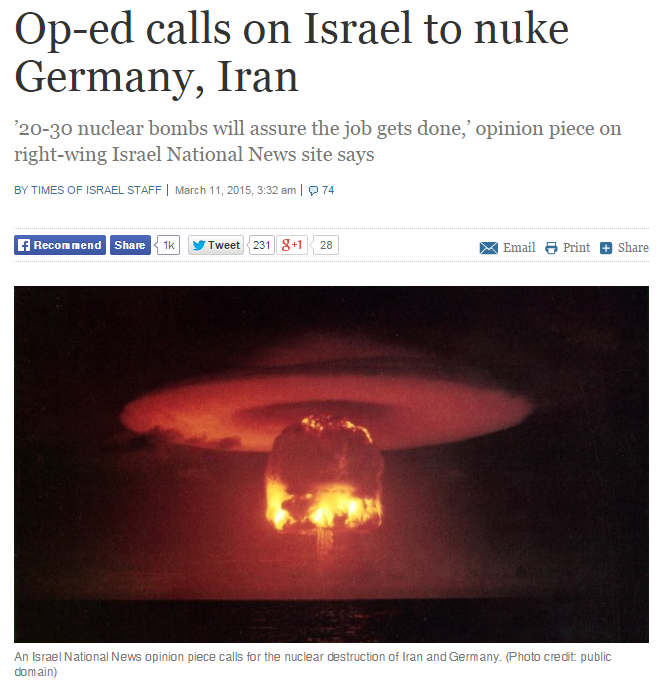 Op-ed calls on Israel to nuke
Germany, Iran
’20-30 nuclear bombs will assure the job gets done,’ opinion piece on
right-wing Israel National News site says
BY TIMES OF ISRAEL STAFF | March 11, 2015, 3:32 am | 74
f Recommend Share 1k Tweet 231 g+1 28 Email Print Share
An Israel National News opinion piece calls for the nuclear destruction of Iran and Germany. (Photo credit: public
domain)